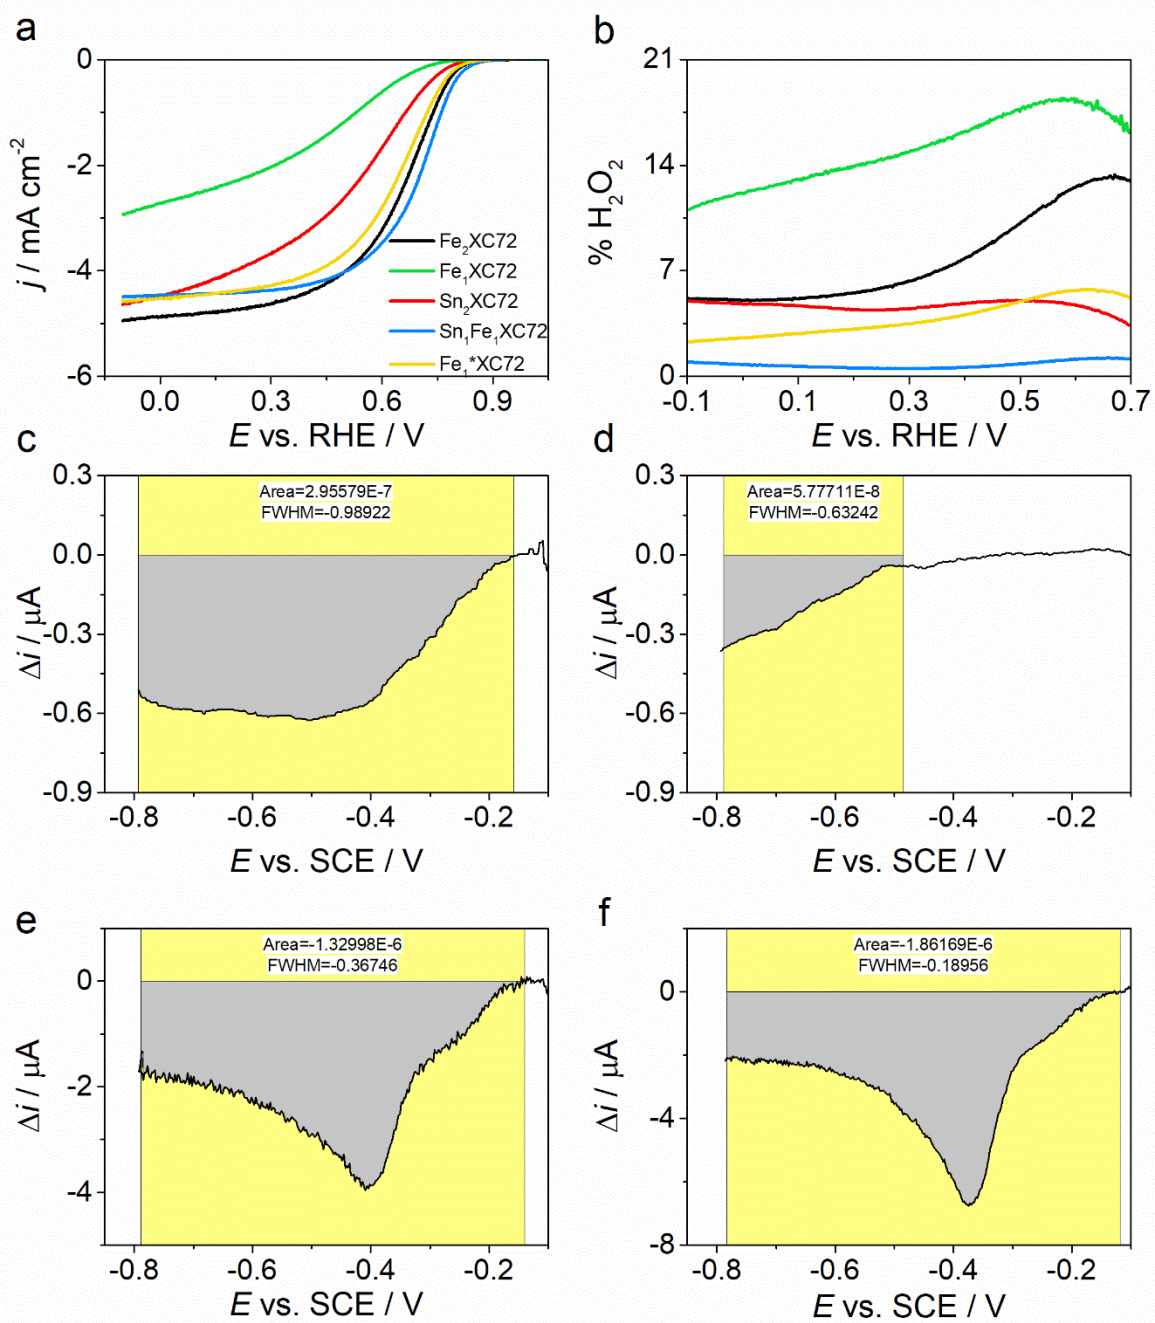 a
0
-2
-4
-6
j / mA cm⁻²
Fe₂XC72
Fe₁XC72
Sn₂XC72
Sn₁Fe₁XC72
Fe₁*XC72
0.0 0.3 0.6 0.9
E vs. RHE / V
b
21
14
7
0
% H₂O₂
-0.1 0.1 0.3 0.5 0.7
E vs. RHE / V
c
0.3
0.0
-0.3
-0.6
-0.9
Δi / μA
Area=2.95579E-7
FWHM=-0.98922
-0.8 -0.6 -0.4 -0.2
E vs. SCE / V
d
0.3
0.0
-0.3
-0.6
-0.9
Δi / μA
Area=5.77711E-8
FWHM=-0.63242
-0.8 -0.6 -0.4 -0.2
E vs. SCE / V
e
0
-2
-4
Δi / μA
Area=-1.32998E-6
FWHM=-0.36746
-0.8 -0.6 -0.4 -0.2
E vs. SCE / V
f
0
-4
-8
Δi / μA
Area=-1.86169E-6
FWHM=-0.18956
-0.8 -0.6 -0.4 -0.2
E vs. SCE / V